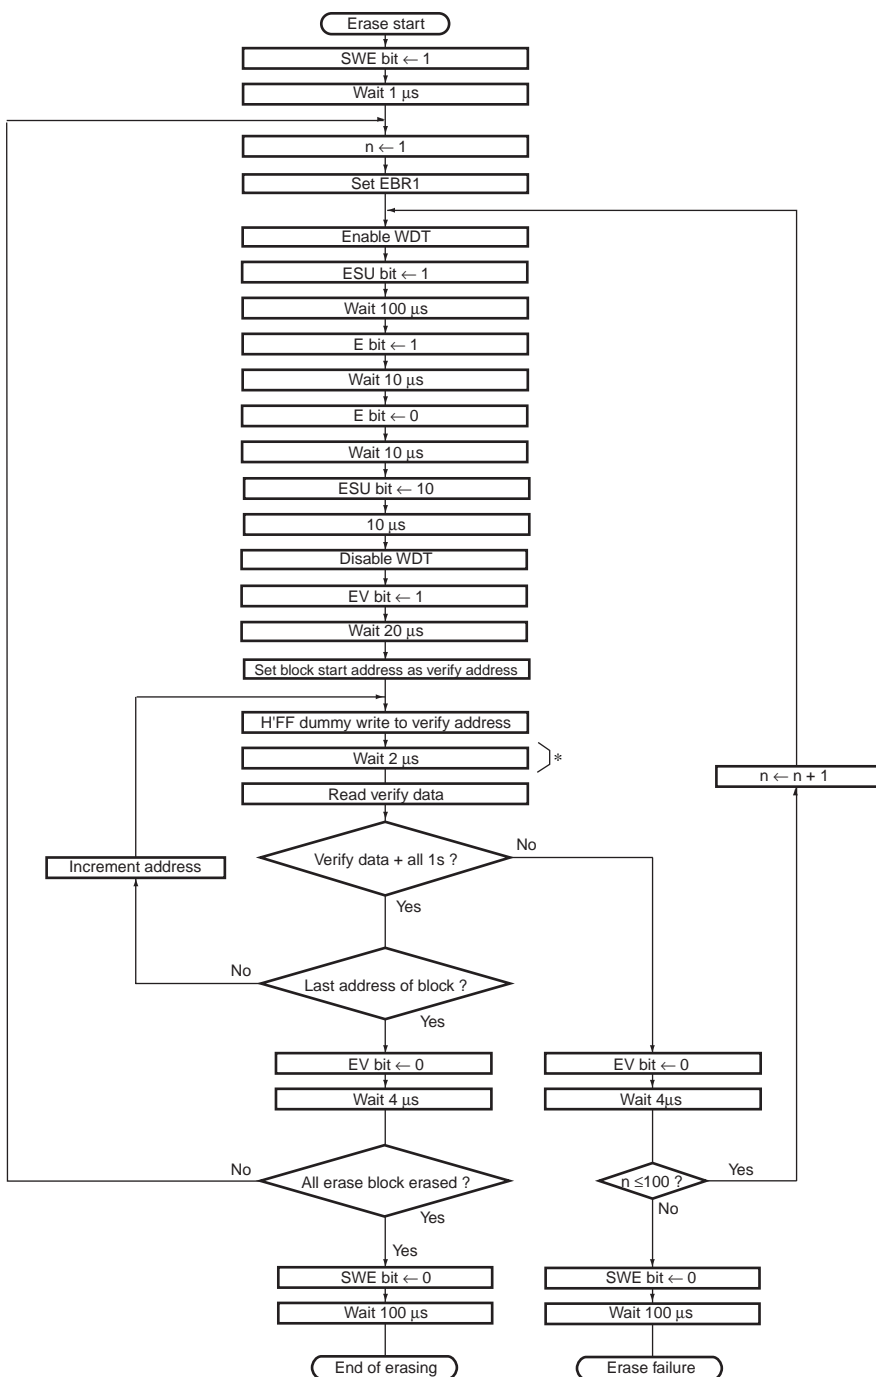 Erase start
SWE bit ← 1
Wait 1 μs
n ← 1
Set EBR1
Enable WDT
ESU bit ← 1
Wait 100 μs
E bit ← 1
Wait 10 μs
E bit ← 0
Wait 10 μs
ESU bit ← 10
10 μs
Disable WDT
EV bit ← 1
Wait 20 μs
Set block start address as verify address
H'FF dummy write to verify address
Wait 2 μs
*
n ← n + 1
Read verify data
Verify data + all 1s ?
No
Increment address
Yes
No
Last address of block ?
Yes
EV bit ← 0
EV bit ← 0
Wait 4 μs
Wait 4μs
No
All erase block erased ?
n ≤100 ?
Yes
Yes
No
Yes
SWE bit ← 0
SWE bit ← 0
Wait 100 μs
Wait 100 μs
End of erasing
Erase failure